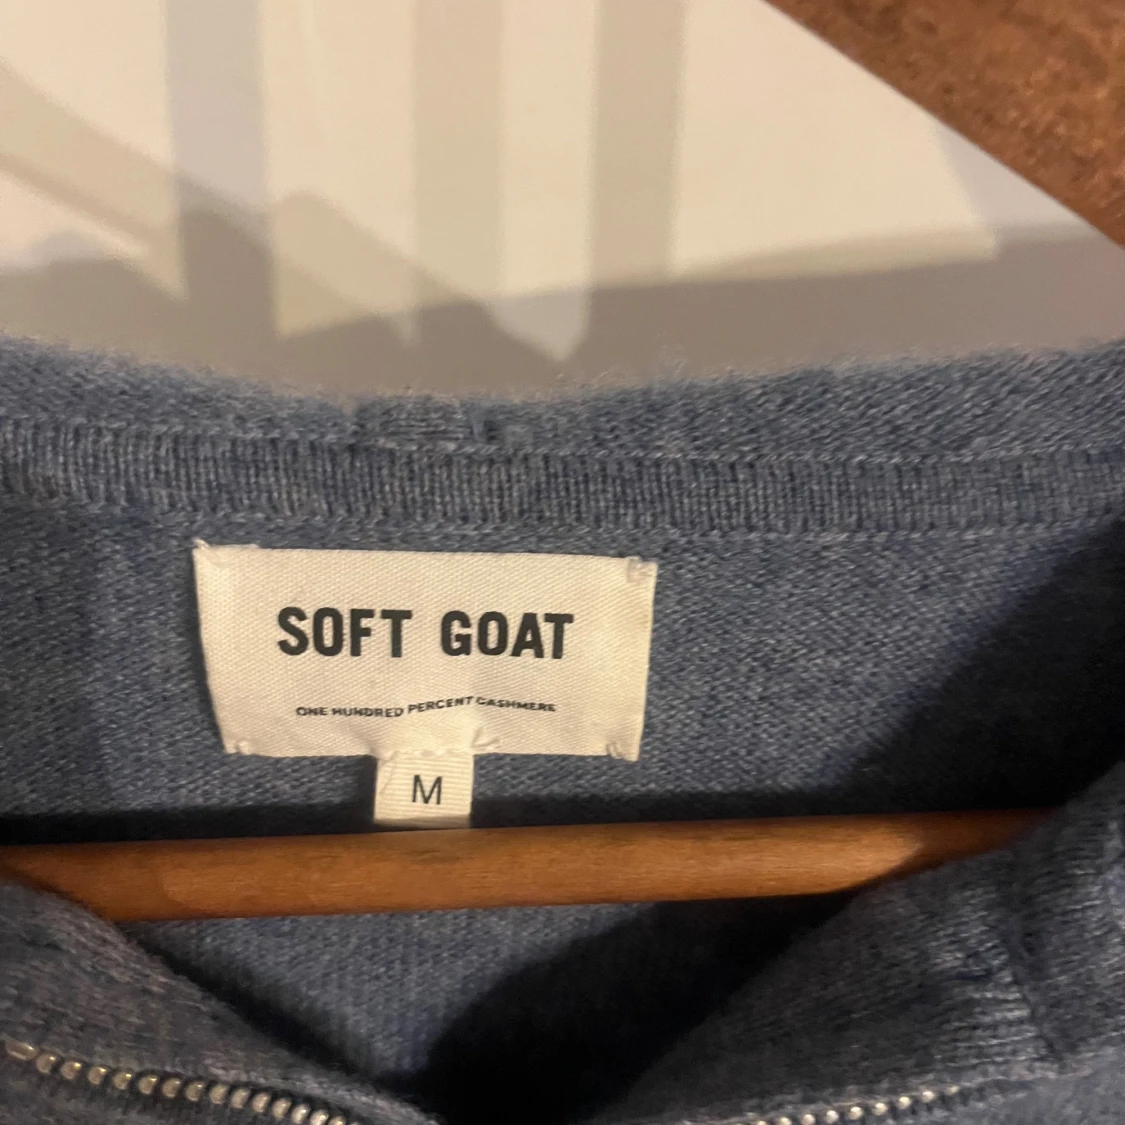 SOFT GOAT
ONE HUNDRED PERCENT CASHMERE
M